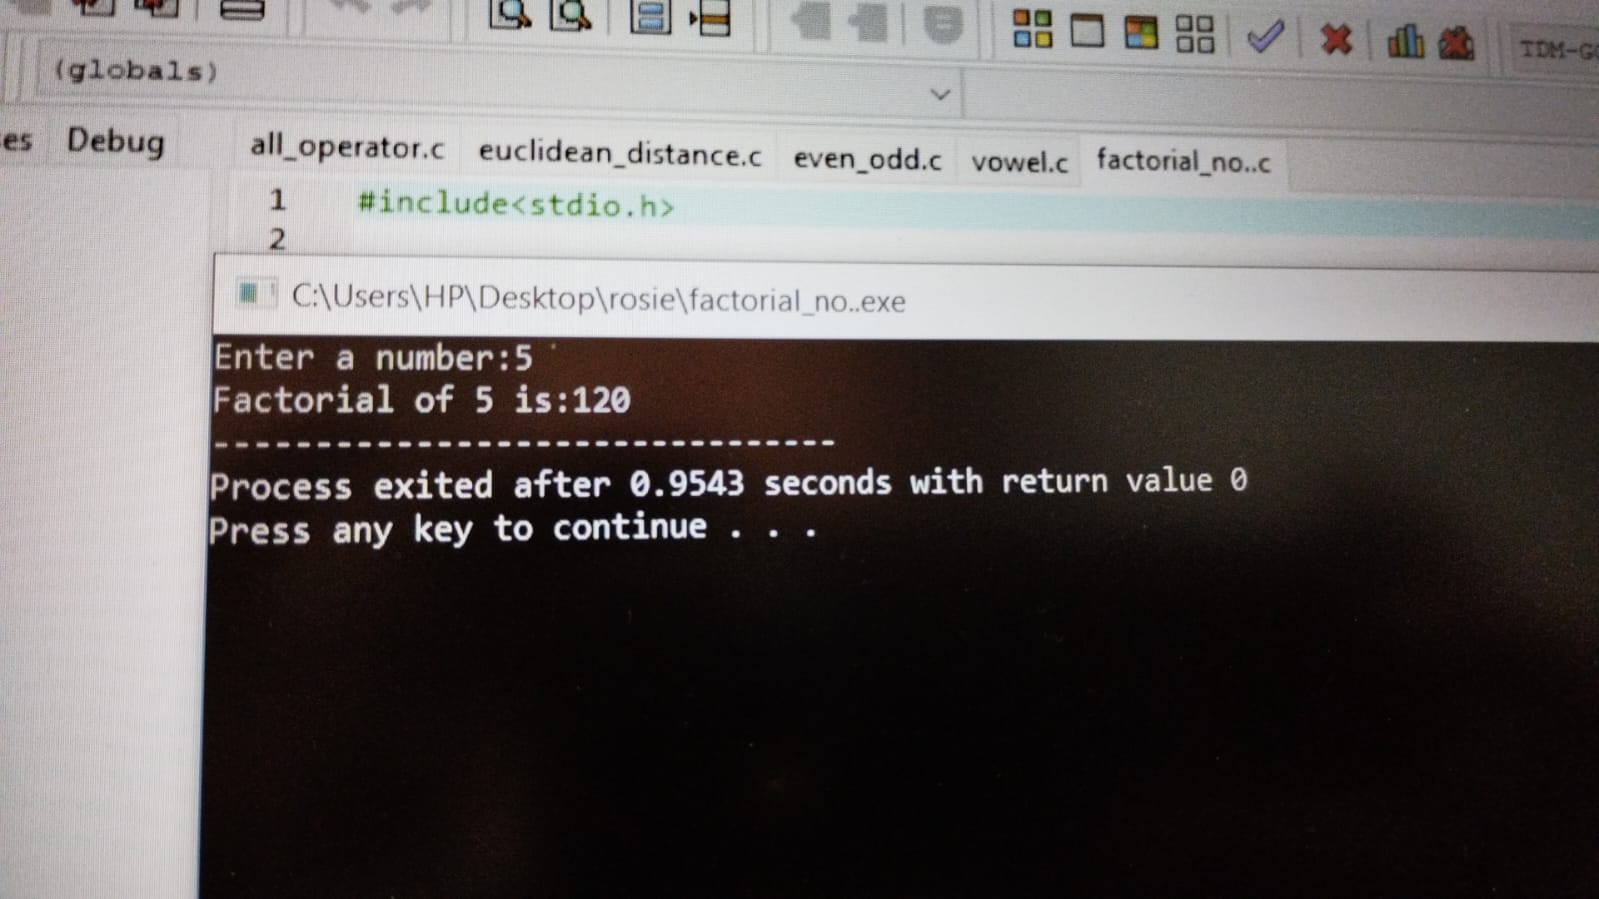 TDM-G
(globals)
es Debug
all_operator.c euclidean_distance.c even_odd.c vowel.c factorial_no..c
1 #include<stdio.h>
2
C:\Users\HP\Desktop\rosie\factorial_no..exe
Enter a number:5
Factorial of 5 is:120
--------------------------------
Process exited after 0.9543 seconds with return value 0
Press any key to continue . . .